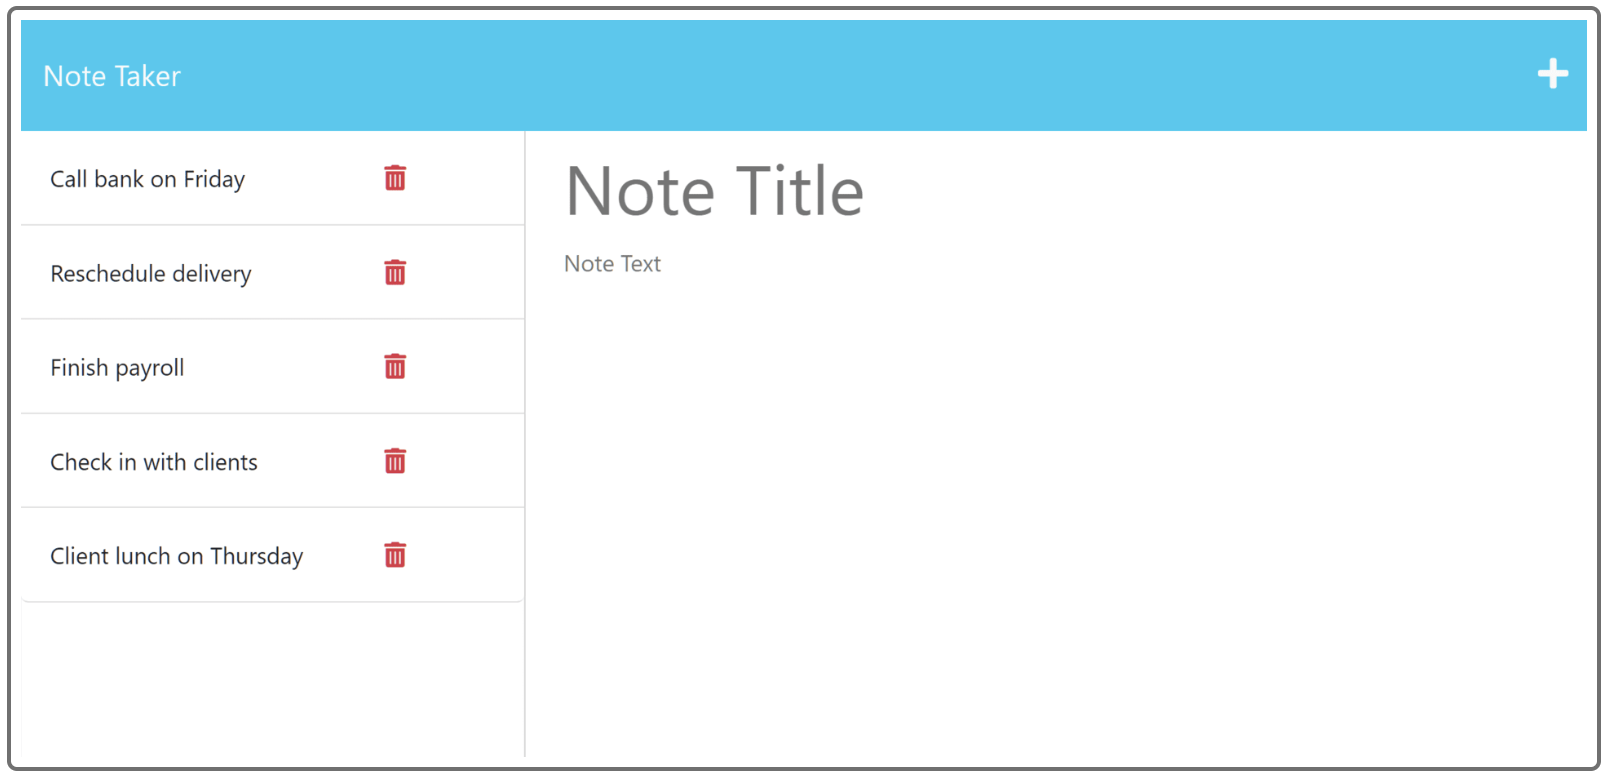 Note Taker
Call bank on Friday
Reschedule delivery
Finish payroll
Check in with clients
Client lunch on Thursday
Note Title
Note Text